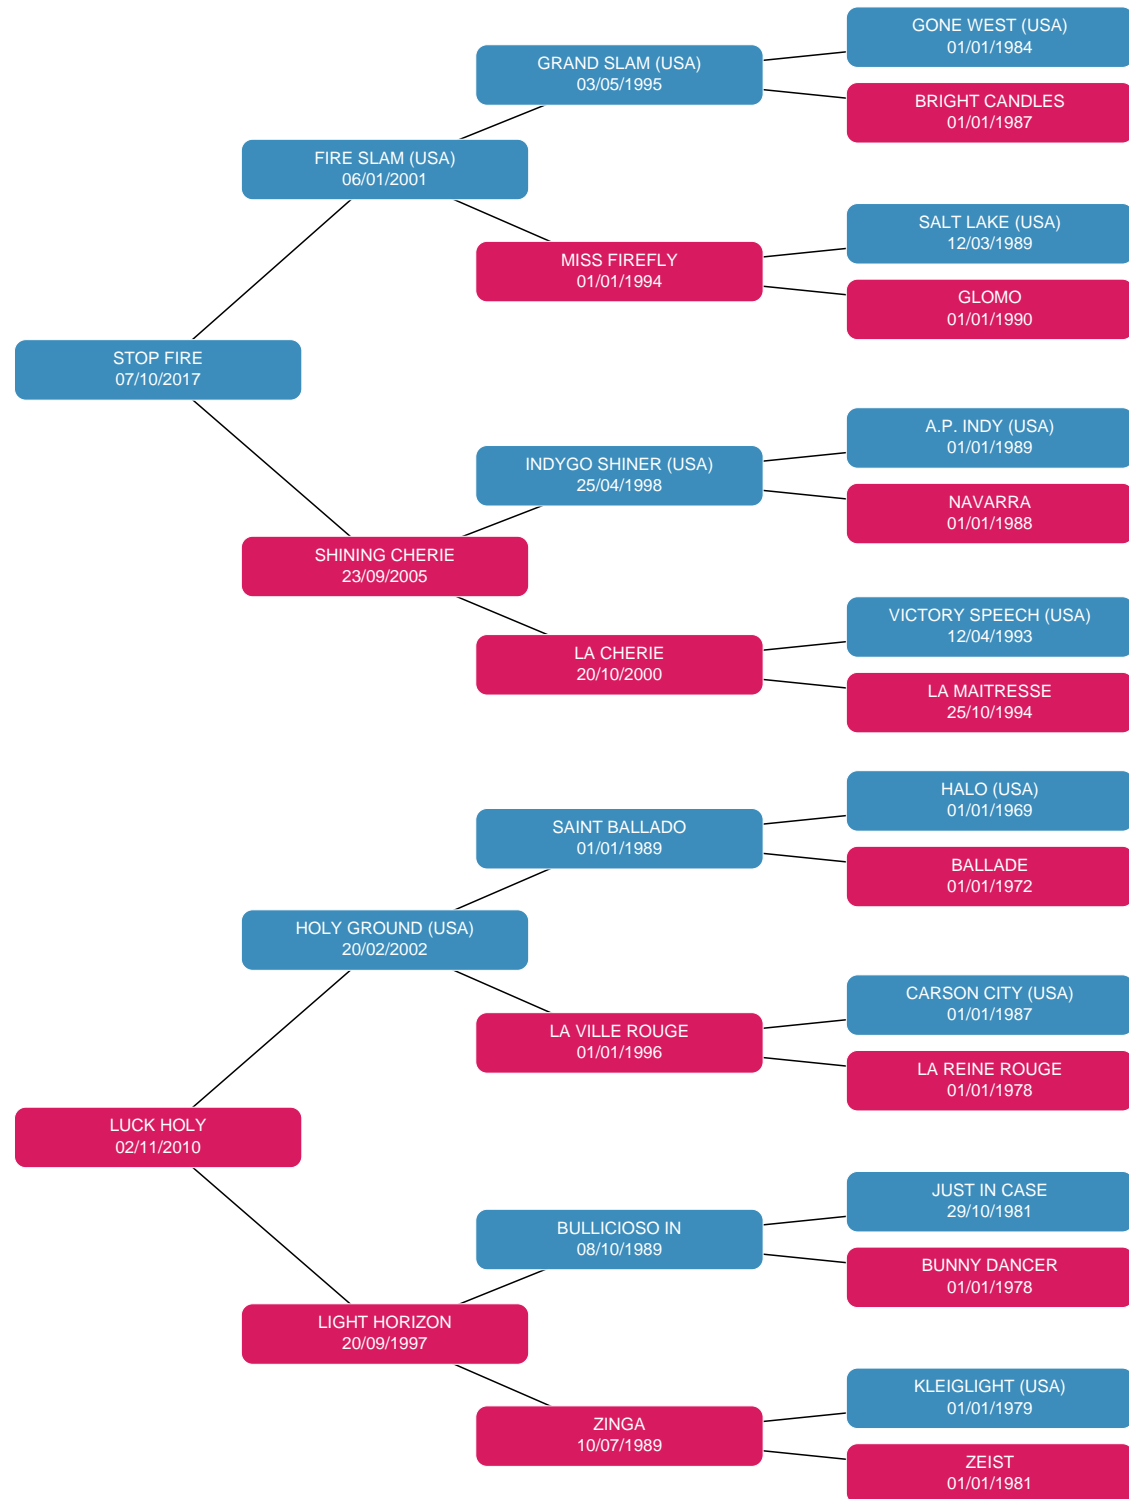 GONE WEST (USA)
01/01/1984
GRAND SLAM (USA)
03/05/1995
BRIGHT CANDLES
01/01/1987
FIRE SLAM (USA)
06/01/2001
SALT LAKE (USA)
12/03/1989
MISS FIREFLY
01/01/1994
GLOMO
01/01/1990
STOP FIRE
07/10/2017
A.P. INDY (USA)
01/01/1989
INDYGO SHINER (USA)
25/04/1998
NAVARRA
01/01/1988
SHINING CHERIE
23/09/2005
VICTORY SPEECH (USA)
12/04/1993
LA CHERIE
20/10/2000
LA MAITRESSE
25/10/1994
HALO (USA)
01/01/1969
SAINT BALLADO
01/01/1989
BALLADE
01/01/1972
HOLY GROUND (USA)
20/02/2002
CARSON CITY (USA)
01/01/1987
LA VILLE ROUGE
01/01/1996
LA REINE ROUGE
01/01/1978
LUCK HOLY
02/11/2010
JUST IN CASE
29/10/1981
BULLICIOSO IN
08/10/1989
BUNNY DANCER
01/01/1978
LIGHT HORIZON
20/09/1997
KLEIGLIGHT (USA)
01/01/1979
ZINGA
10/07/1989
ZEIST
01/01/1981